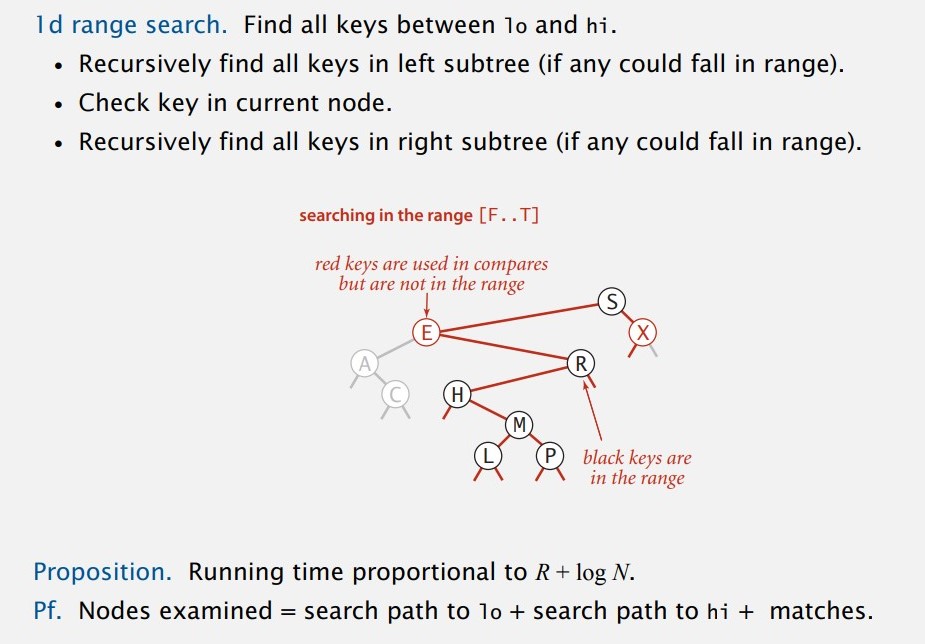 1d range search. Find all keys between lo and hi.
• Recursively find all keys in left subtree (if any could fall in range).
• Check key in current node.
• Recursively find all keys in right subtree (if any could fall in range).
searching in the range [F..T]
red keys are used in compares
but are not in the range
S
E
X
A
R
C
H
M
L
P
black keys are
in the range
Proposition. Running time proportional to R + log N.
Pf. Nodes examined = search path to lo + search path to hi + matches.